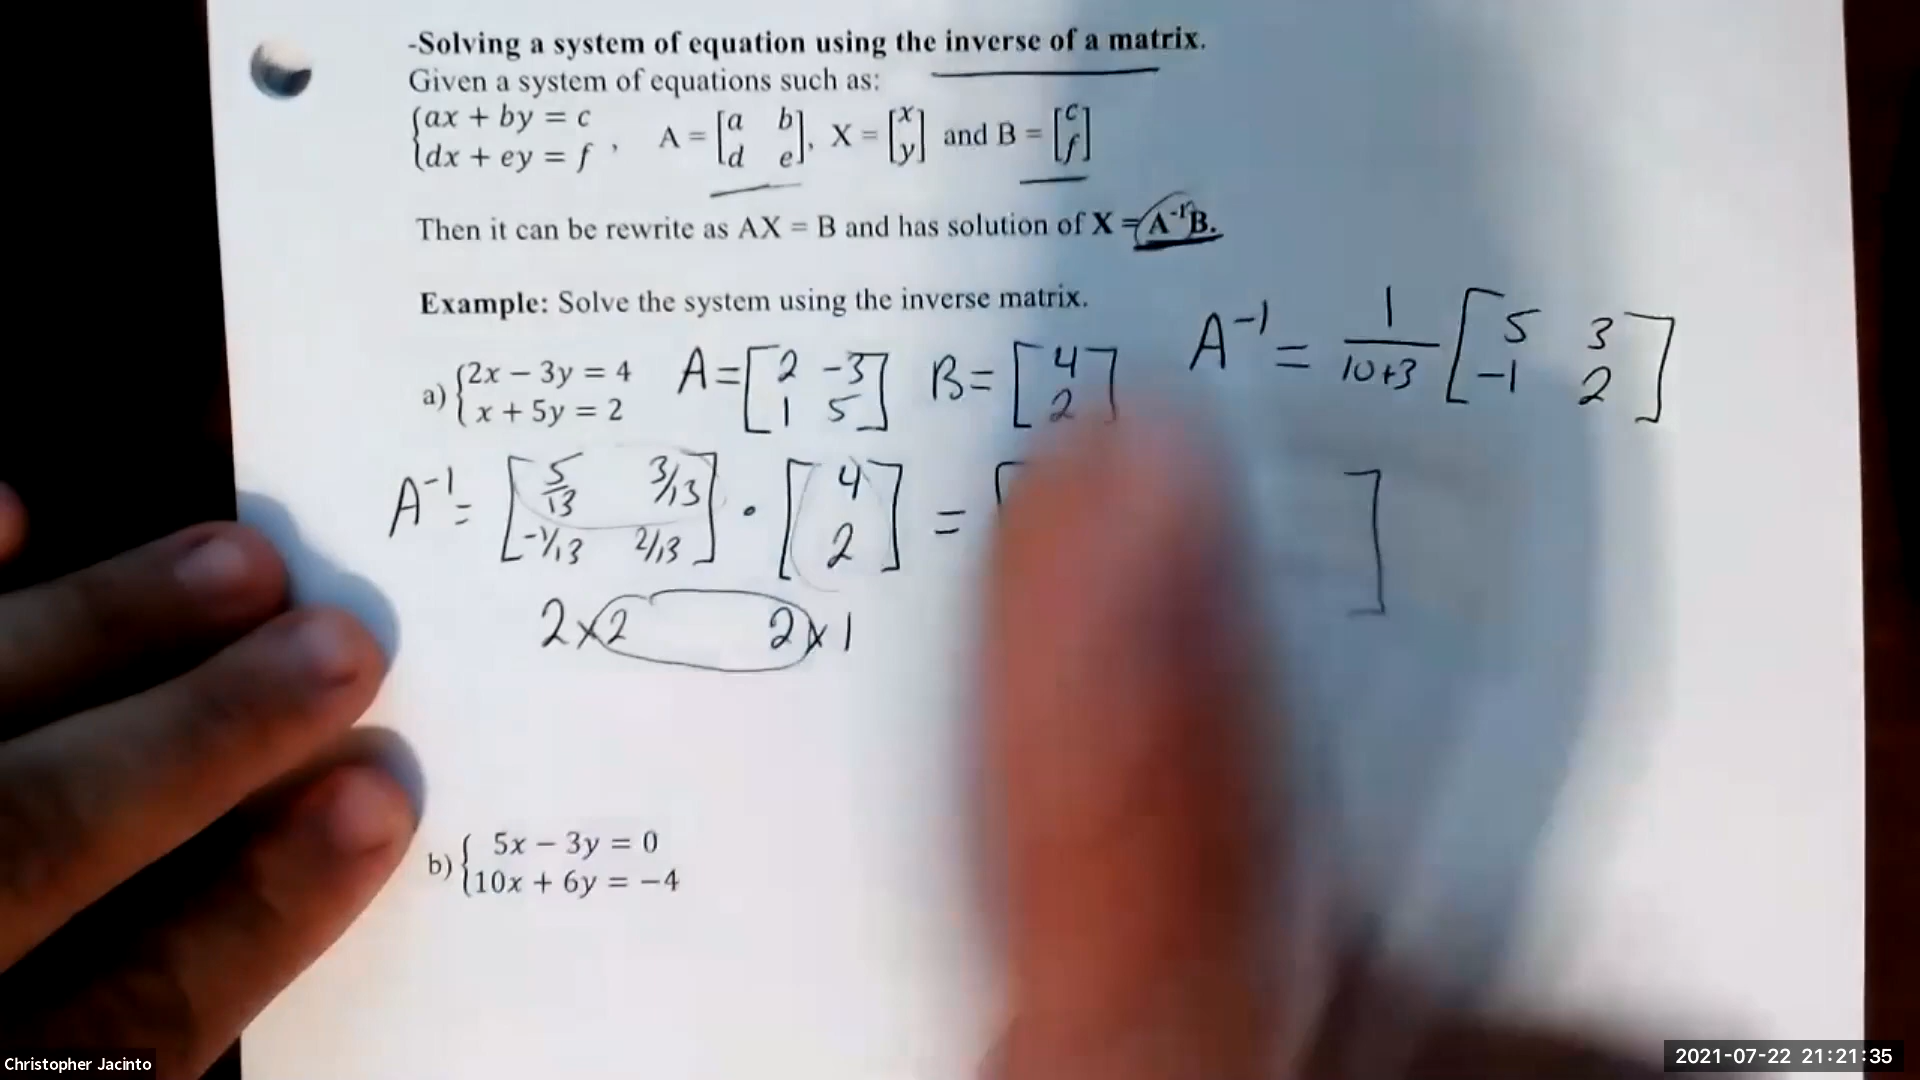 -Solving a system of equation using the inverse of a matrix.
Given a system of equations such as:
{ax + by = c
{dx + ey = f , A = [a b
d e], X = [x
y] and B = [c
f]
Then it can be rewrite as AX = B and has solution of X = A⁻¹B.
Example: Solve the system using the inverse matrix.
a) {2x − 3y = 4
{x + 5y = 2
A = [2 -3
1 5] B = [4
2]
A⁻¹ = 1/10+3 [5 3
-1 2]
A⁻¹ = [5/13 3/13
-1/13 2/13] · [4
2] = [ ]
2x2 2x1
b) {5x − 3y = 0
{10x + 6y = −4
Christopher Jacinto
2021-07-22 21:21:35